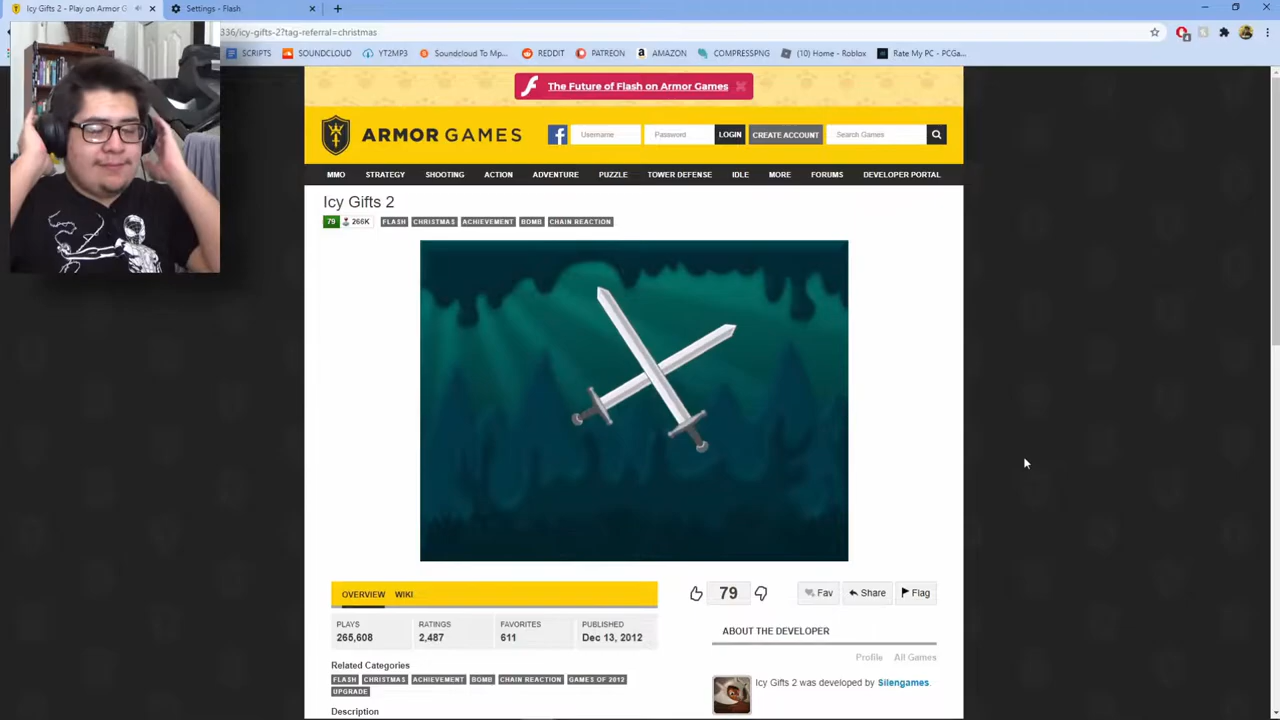 Icy Gifts 2 - Play on Armor G
Settings - Flash
336/icy-gifts-2?tag-referral=christmas
SCRIPTS
SOUNDCLOUD
YT2MP3
Soundcloud To Mp...
REDDIT
PATREON
AMAZON
COMPRESSPNG
(10) Home - Roblox
Rate My PC - PCGa...
The Future of Flash on Armor Games
ARMOR GAMES
Username
Password
LOGIN
CREATE ACCOUNT
Search Games
MMO
STRATEGY
SHOOTING
ACTION
ADVENTURE
PUZZLE
TOWER DEFENSE
IDLE
MORE
FORUMS
DEVELOPER PORTAL
Icy Gifts 2
79
266K
FLASH
CHRISTMAS
ACHIEVEMENT
BOMB
CHAIN REACTION
OVERVIEW
WIKI
79
Fav
Share
Flag
PLAYS
265,608
RATINGS
2,487
FAVORITES
611
PUBLISHED
Dec 13, 2012
ABOUT THE DEVELOPER
Profile
All Games
Related Categories
FLASH
CHRISTMAS
ACHIEVEMENT
BOMB
CHAIN REACTION
GAMES OF 2012
UPGRADE
Icy Gifts 2 was developed by Silengames.
Description